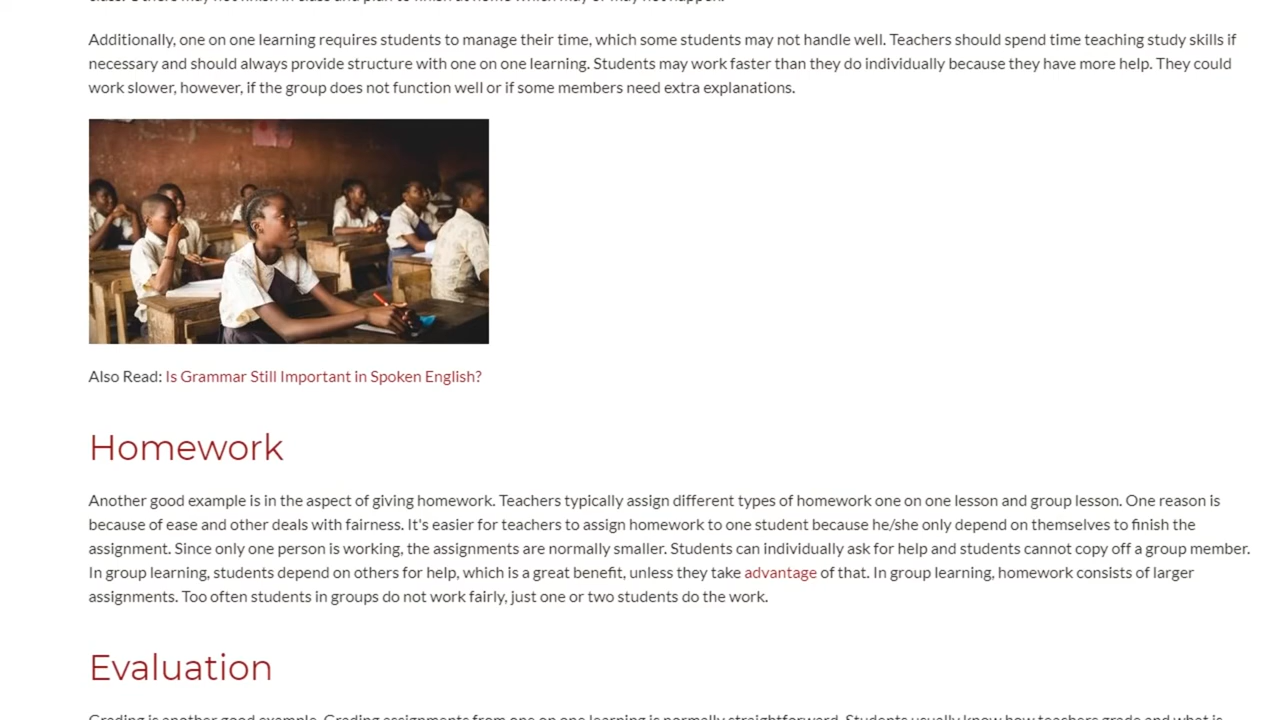 Additionally, one on one learning requires students to manage their time, which some students may not handle well. Teachers should spend time teaching study skills if
necessary and should always provide structure with one on one learning. Students may work faster than they do individually because they have more help. They could
work slower, however, if the group does not function well or if some members need extra explanations.
Also Read: Is Grammar Still Important in Spoken English?
Homework
Another good example is in the aspect of giving homework. Teachers typically assign different types of homework one on one lesson and group lesson. One reason is
because of ease and other deals with fairness. It's easier for teachers to assign homework to one student because he/she only depend on themselves to finish the
assignment. Since only one person is working, the assignments are normally smaller. Students can individually ask for help and students cannot copy off a group member.
In group learning, students depend on others for help, which is a great benefit, unless they take advantage of that. In group learning, homework consists of larger
assignments. Too often students in groups do not work fairly, just one or two students do the work.
Evaluation